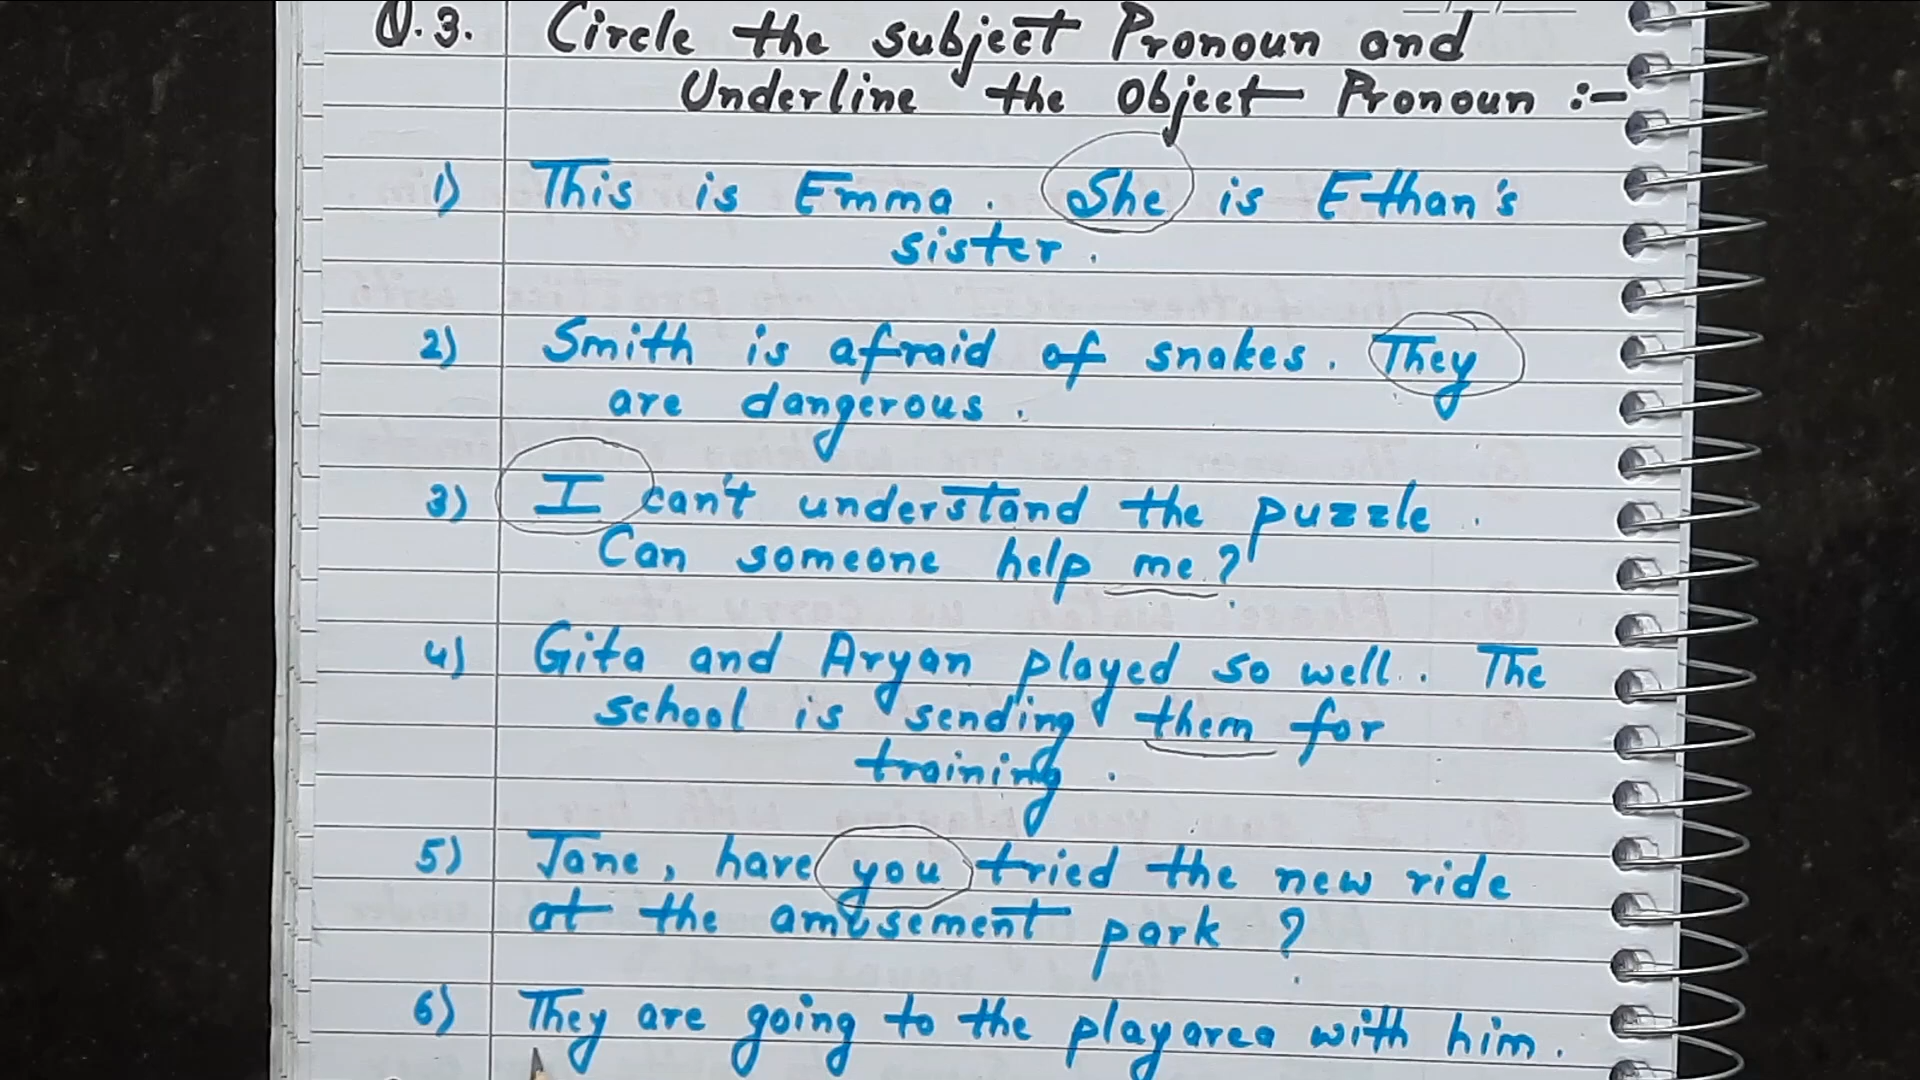 Q.3. Circle the subject Pronoun and
Underline the Object Pronoun :-
1) This is Emma. She is Ethan's
sister.
2) Smith is afraid of snakes. They
are dangerous.
3) I can't understand the puzzle.
Can someone help me?
4) Gita and Aryan played so well. The
school is sending them for
training.
5) Jane, have you tried the new ride
at the amusement park?
6) They are going to the playarea with him.